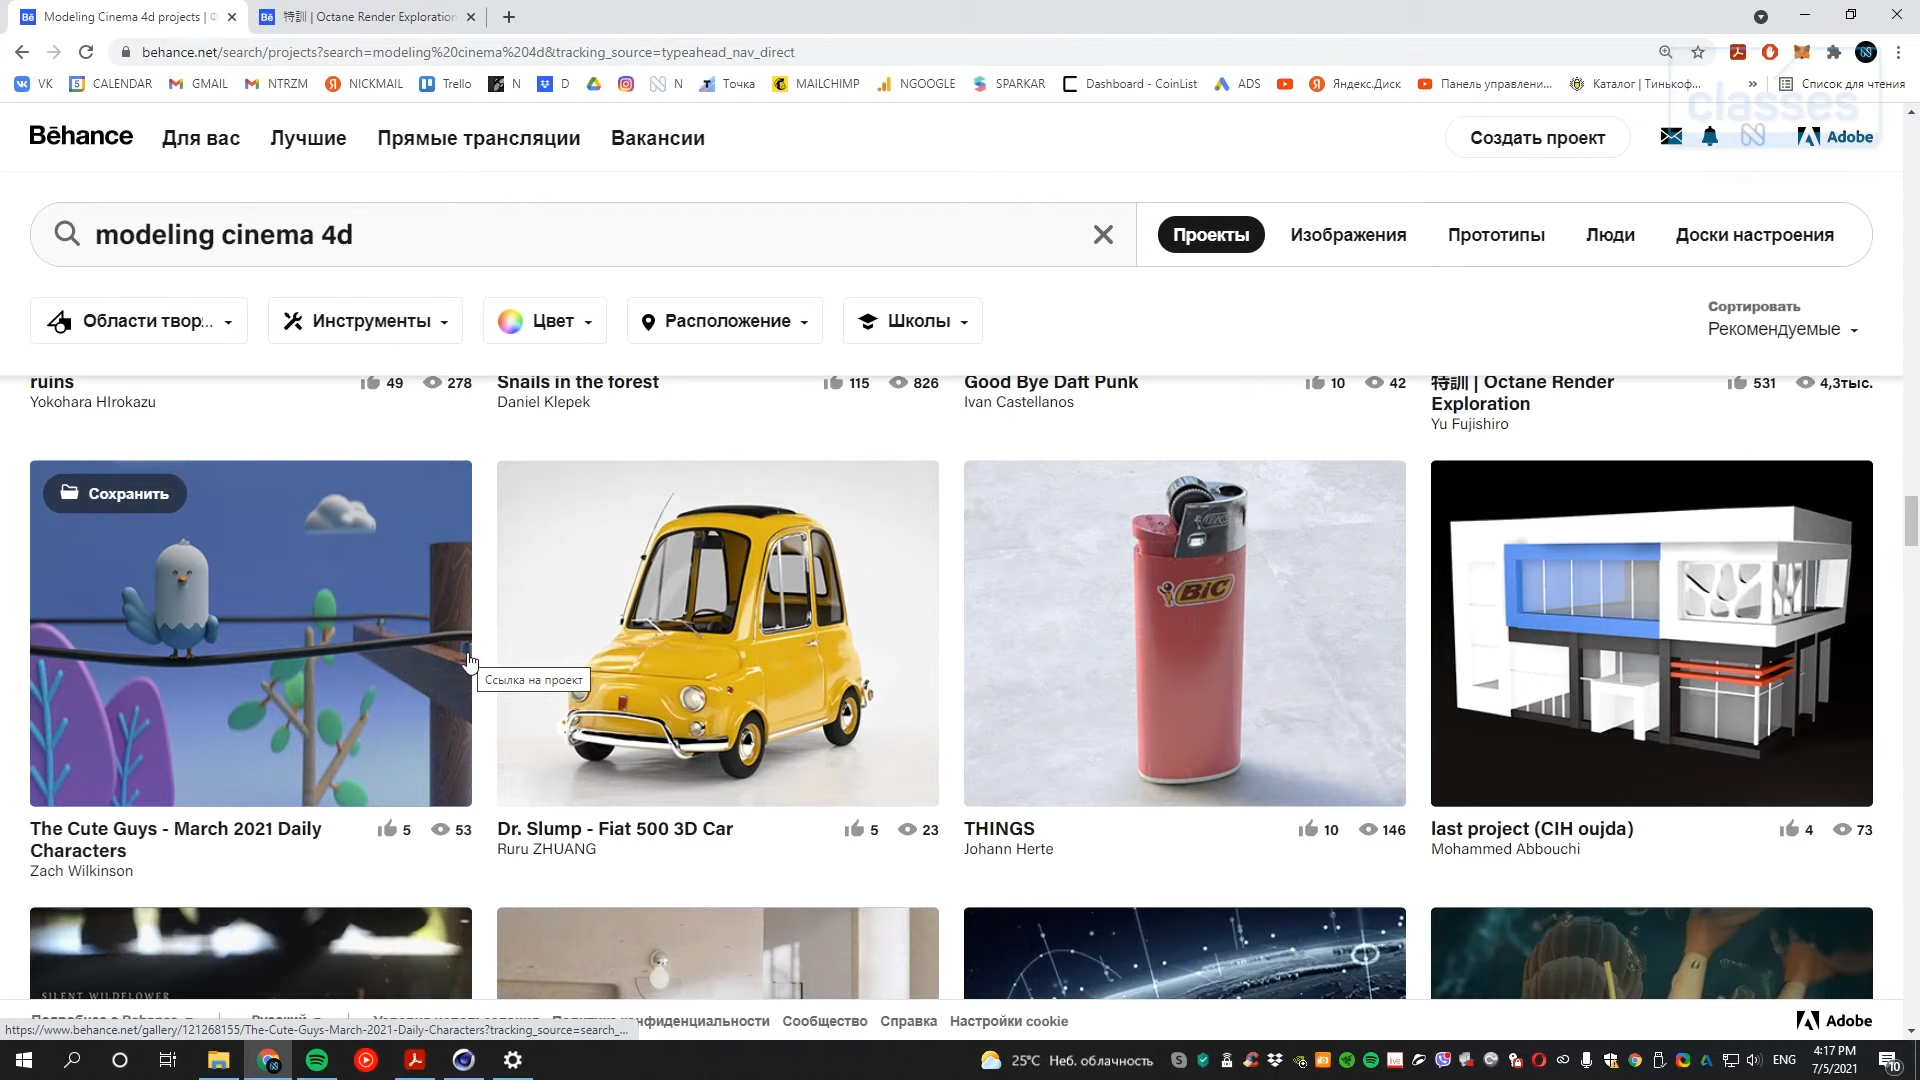 Modeling Cinema 4d projects |
特訓 | Octane Render Exploration
behance.net/search/projects?search=modeling%20cinema%204d&tracking_source=typeahead_nav_direct
VK
CALENDAR
GMAIL
NTRZM
NICKMAIL
Trello
N
D
N
Точка
MAILCHIMP
NGOOGLE
SPARKAR
Dashboard - CoinList
ADS
Яндекс.Диск
Панель управлени...
Каталог | Тинькоф...
»
Список для чтения
classes
Bēhance
Для вас
Лучшие
Прямые трансляции
Вакансии
Создать проект
Adobe
modeling cinema 4d
Проекты
Изображения
Прототипы
Люди
Доски настроения
Области твор...
Инструменты
Цвет
Расположение
Школы
Сортировать
Рекомендуемые
ruins
49
278
Yokohara HIrokazu
Snails in the forest
115
826
Daniel Klepek
Good Bye Daft Punk
10
42
Ivan Castellanos
特訓 | Octane Render
Exploration
531
4,3тыс.
Yu Fujishiro
Сохранить
Ссылка на проект
BIC
The Cute Guys - March 2021 Daily
Characters
5
53
Zach Wilkinson
Dr. Slump - Fiat 500 3D Car
5
23
Ruru ZHUANG
THINGS
10
146
Johann Herte
last project (CIH oujda)
4
73
Mohammed Abbouchi
SILENT WILDFLOWER
Сообщество
Справка
Настройки cookie
Adobe
https://www.behance.net/gallery/121268155/The-Cute-Guys-March-2021-Daily-Characters?tracking_source=search_...
25°C Неб. облачность
ENG
4:17 PM
7/5/2021
10